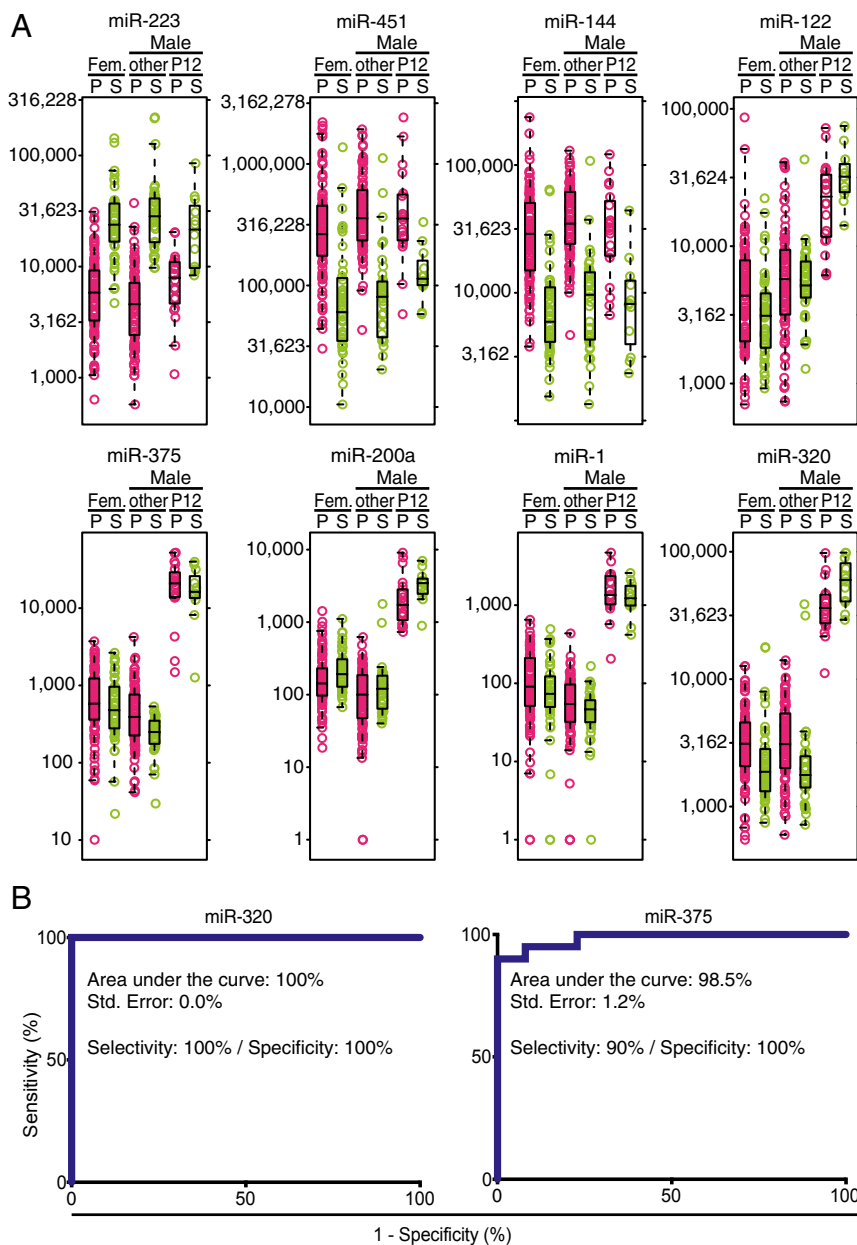 A
miR-223
Male
Fem. other P12
P S P S P S
316,228
100,000
31,623
10,000
3,162
1,000
miR-451
Male
Fem. other P12
P S P S P S
3,162,278
1,000,000
316,228
100,000
31,623
10,000
miR-144
Male
Fem. other P12
P S P S P S
100,000
31,623
10,000
3,162
miR-122
Male
Fem. other P12
P S P S P S
100,000
31,624
10,000
3,162
1,000
miR-375
Male
Fem. other P12
P S P S P S
10,000
1,000
100
10
miR-200a
Male
Fem. other P12
P S P S P S
10,000
1,000
100
10
1
miR-1
Male
Fem. other P12
P S P S P S
1,000
100
10
1
miR-320
Male
Fem. other P12
P S P S P S
100,000
31,623
10,000
3,162
1,000
B
miR-320
100
50
0
Area under the curve: 100%
Std. Error: 0.0%
Selectivity: 100% / Specificity: 100%
Sensitivity (%)
0 50 100
miR-375
100
50
0
Area under the curve: 98.5%
Std. Error: 1.2%
Selectivity: 90% / Specificity: 100%
0 50 100
1 - Specificity (%)